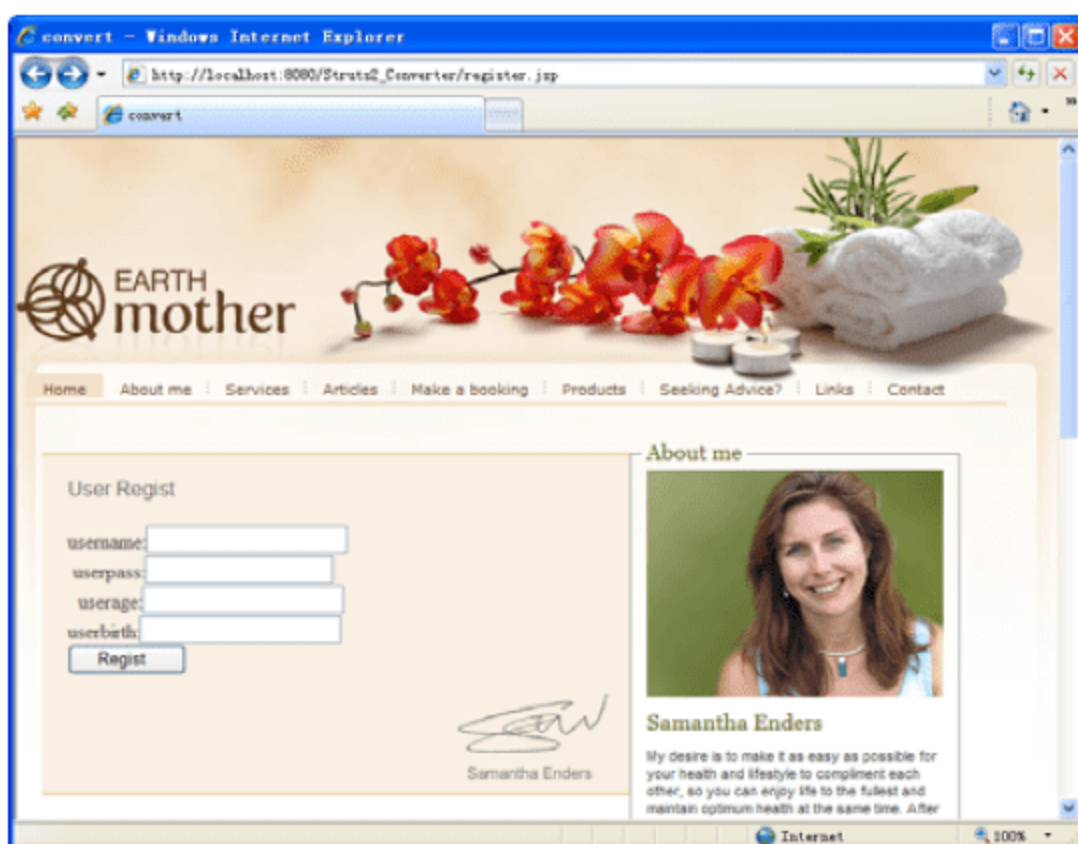 convert - Windows Internet Explorer
http://localhost:8080/Struts2_Converter/register.jsp
convert
EARTH
mother
Home About me Services Articles Make a booking Products Seeking Advice? Links Contact
User Regist
username:
userpass:
userage:
userbirth:
Regist
Samantha Enders
About me
Samantha Enders
My desire is to make it as easy as possible for
your health and lifestyle to compliment each
other, so you can enjoy life to the fullest and
maintain optimum health at the same time. After
Internet
100%